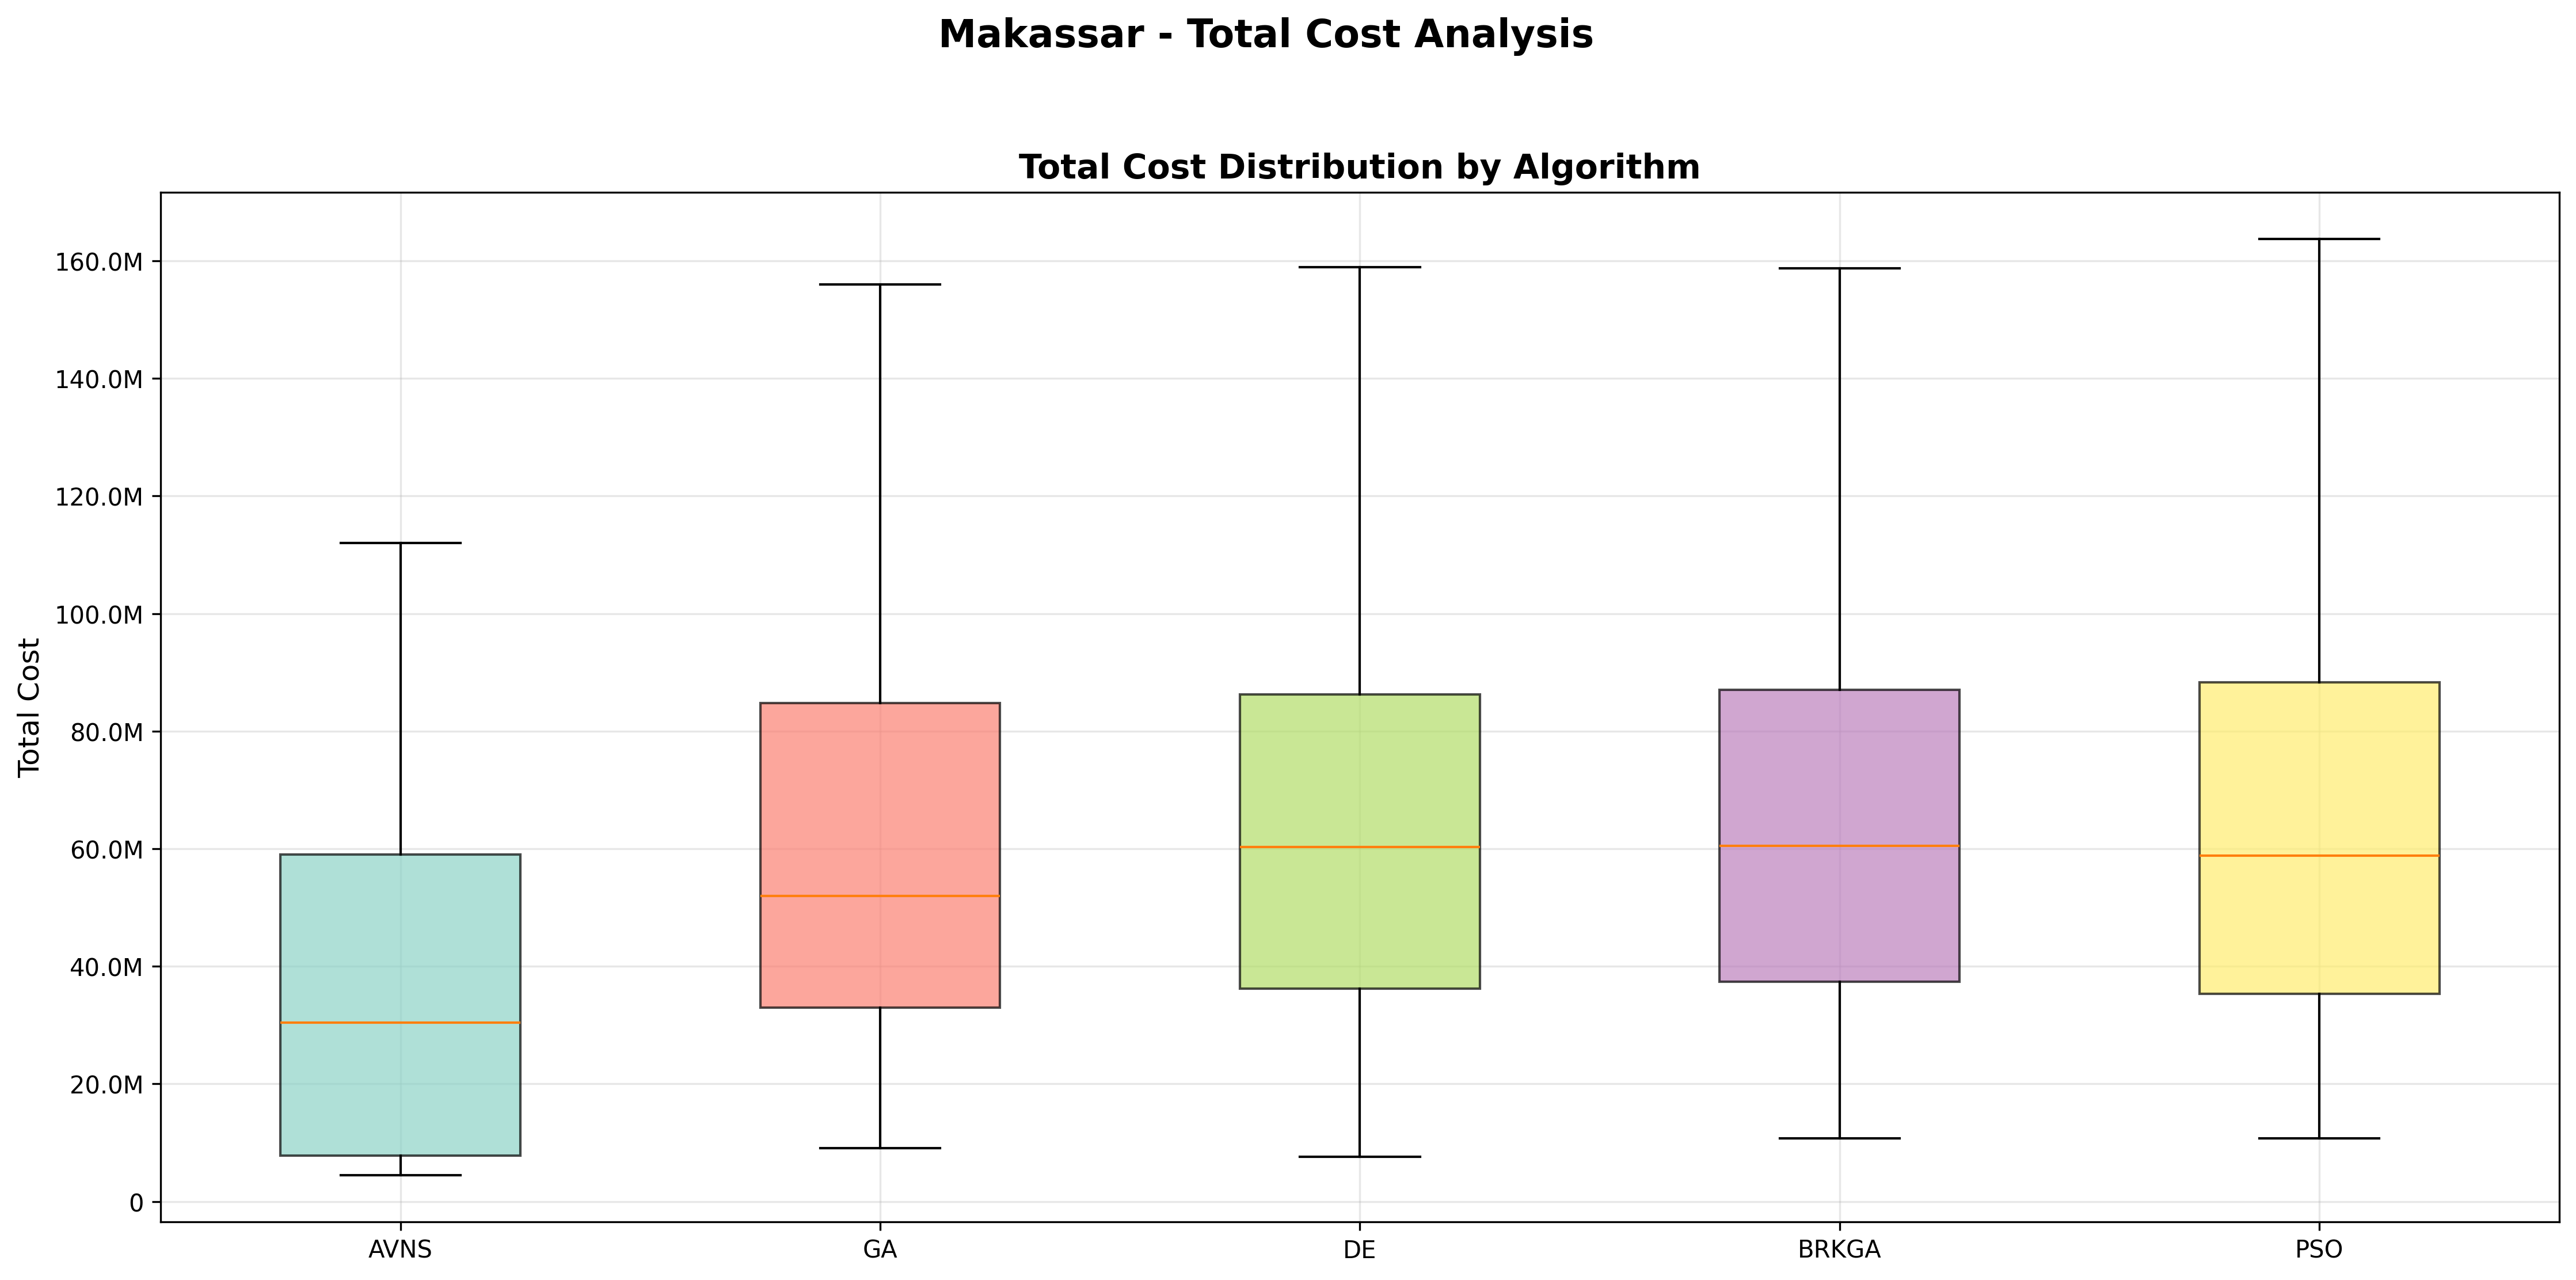 Makassar - Total Cost Analysis
Total Cost Distribution by Algorithm
Total Cost
160.0M
140.0M
120.0M
100.0M
80.0M
60.0M
40.0M
20.0M
0
AVNS
GA
DE
BRKGA
PSO